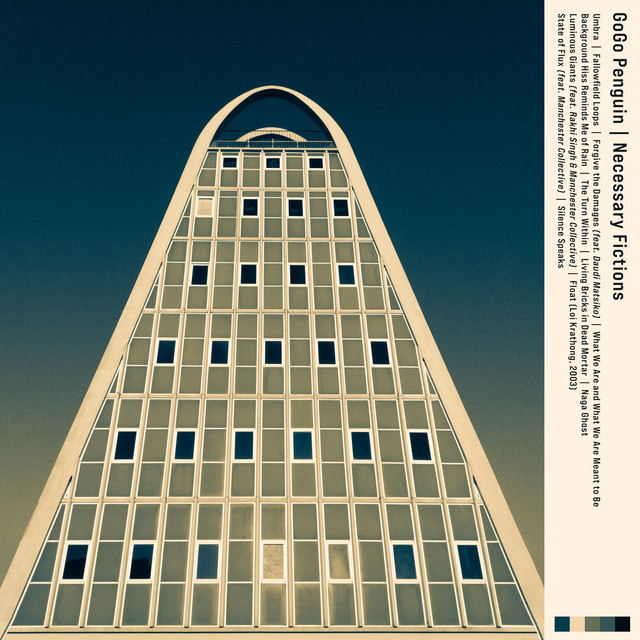 GoGo Penguin | Necessary Fictions
Umbra | Fallowfield Loops | Forgive the Damages (feat. Daudi Matsiko) | What We Are and What We Are Meant to Be
Background Hiss Reminds Me of Rain | The Turn Within | Living Bricks in Dead Mortar | Naga Ghost
Luminous Giants (feat. Rakhi Singh & Manchester Collective) | Float (Loi Krathong, 2003)
State of Flux (feat. Manchester Collective) | Silence Speaks